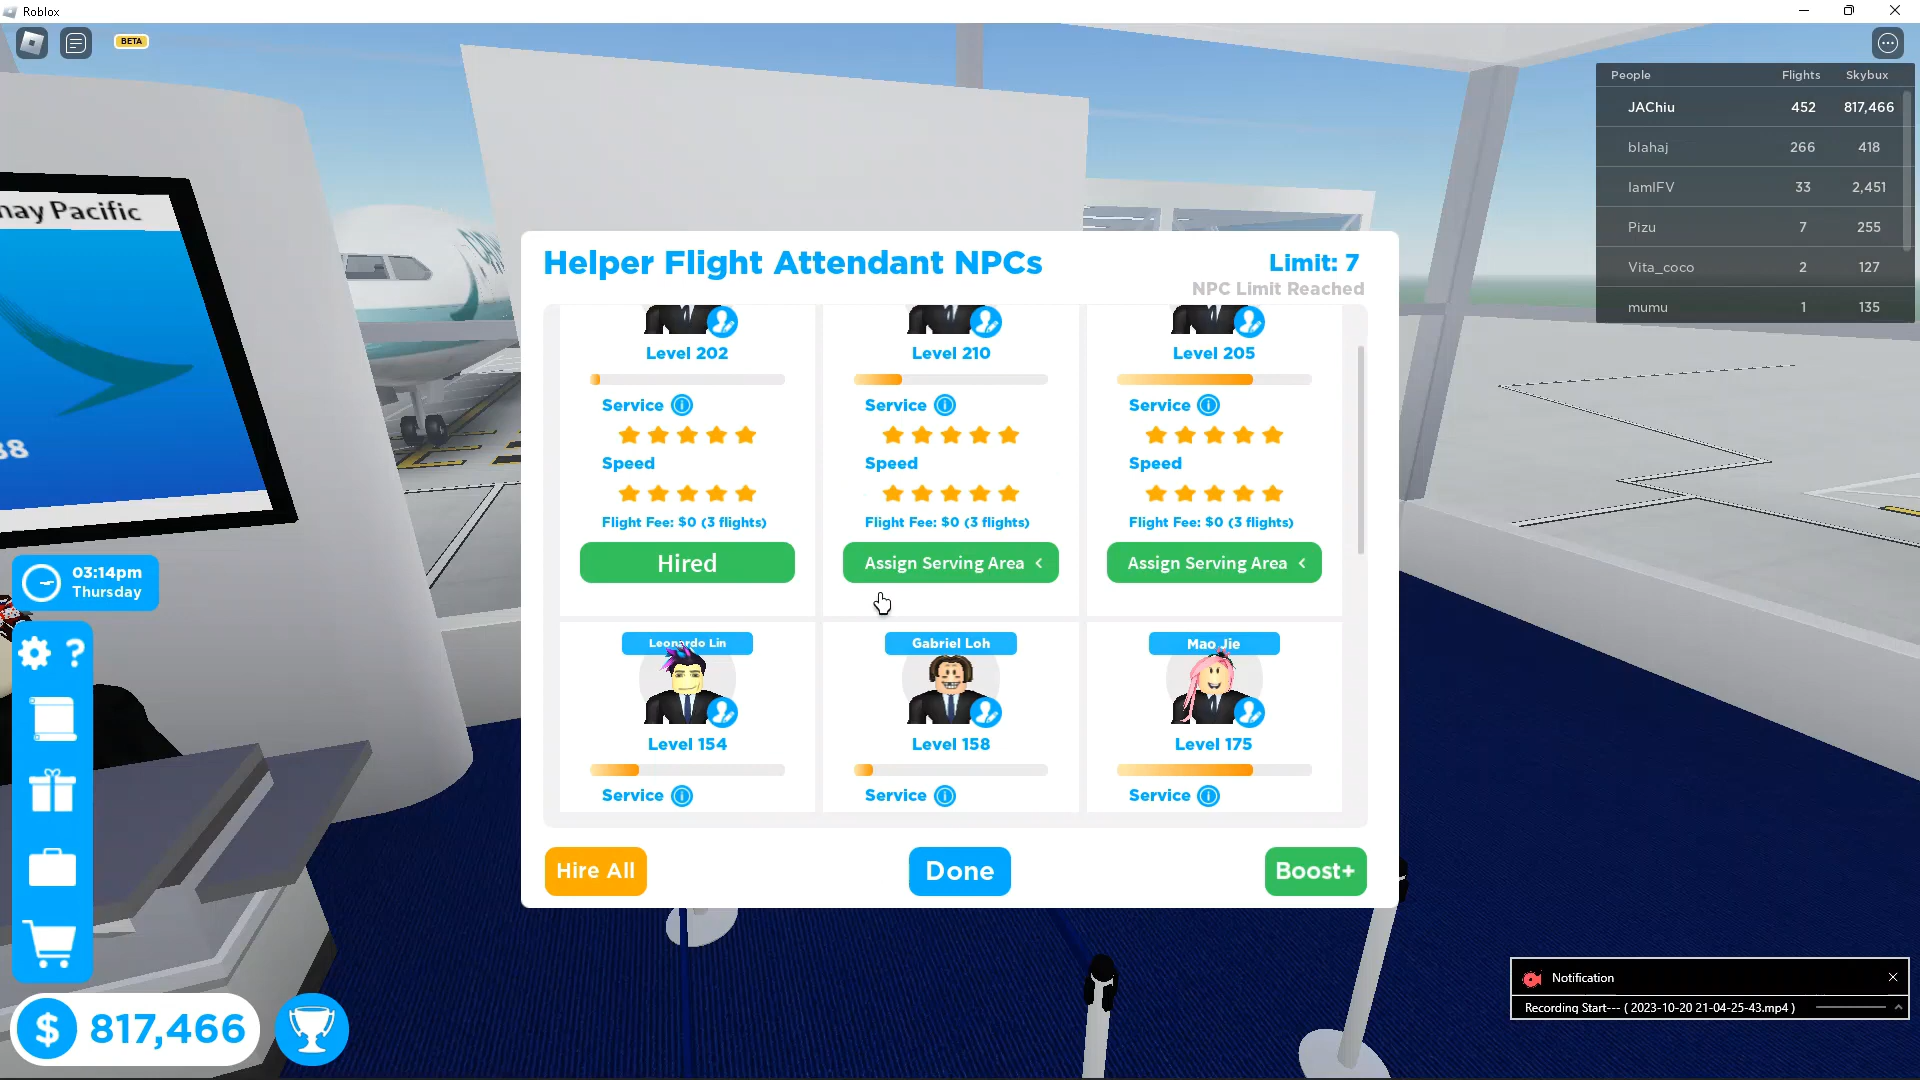 Roblox
BETA
People Flights Skybux
JAChiu 452 817,466
blahaj 266 418
IamIFV 33 2,451
Pizu 7 255
Vita_coco 2 127
mumu 1 135
nay Pacific
38
Helper Flight Attendant NPCs
Limit: 7
NPC Limit Reached
Level 202
Service
Speed
Flight Fee: $0 (3 flights)
Hired
Level 210
Service
Speed
Flight Fee: $0 (3 flights)
Assign Serving Area <
Level 205
Service
Speed
Flight Fee: $0 (3 flights)
Assign Serving Area <
Leonardo Lin
Level 154
Service
Gabriel Loh
Level 158
Service
Mao Jie
Level 175
Service
Hire All
Done
Boost+
03:14pm
Thursday
?
$ 817,466
Notification
Recording Start--- ( 2023-10-20 21-04-25-43.mp4 )